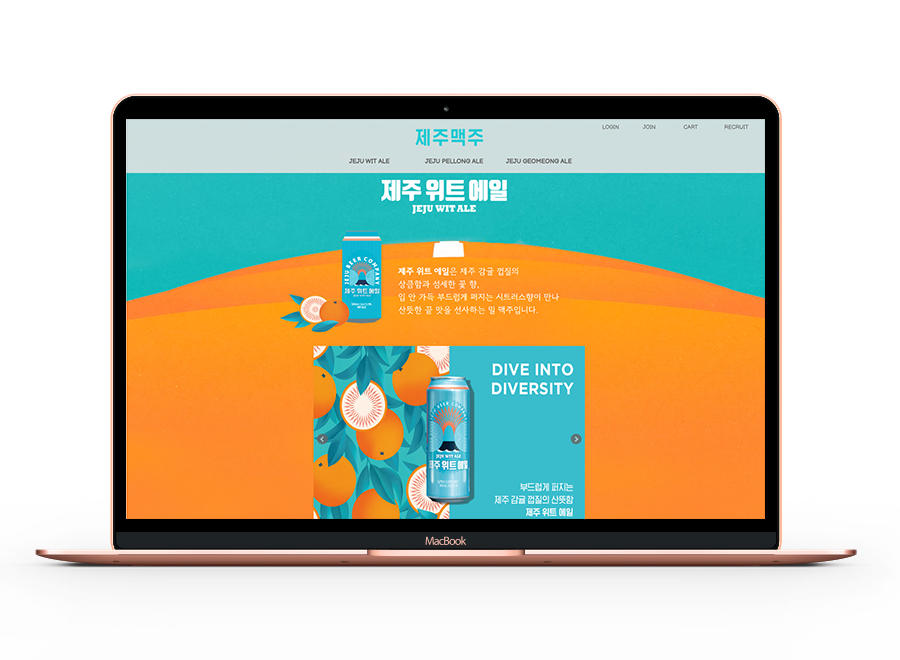 LOGIN JOIN CART RECRUIT
제주맥주
JEJU WIT ALE JEJU PELLONG ALE JEJU GEOMEONG ALE
제주 위트 에일
JEJU WIT ALE
JEJU BEER COMPANY
제주 위트 에일
제주 위트 에일은 제주 감귤 껍질의
상큼함과 섬세한 꽃 향,
입 안 가득 부드럽게 퍼지는 시트러스향이 만나
산뜻한 끝 맛을 선사하는 밀 맥주입니다.
DIVE INTO
DIVERSITY
JEJU BEER COMPANY
JEJU WIT ALE
제주 위트 에일
부드럽게 퍼지는
제주 감귤 껍질의 산뜻함
제주 위트 에일
MacBook